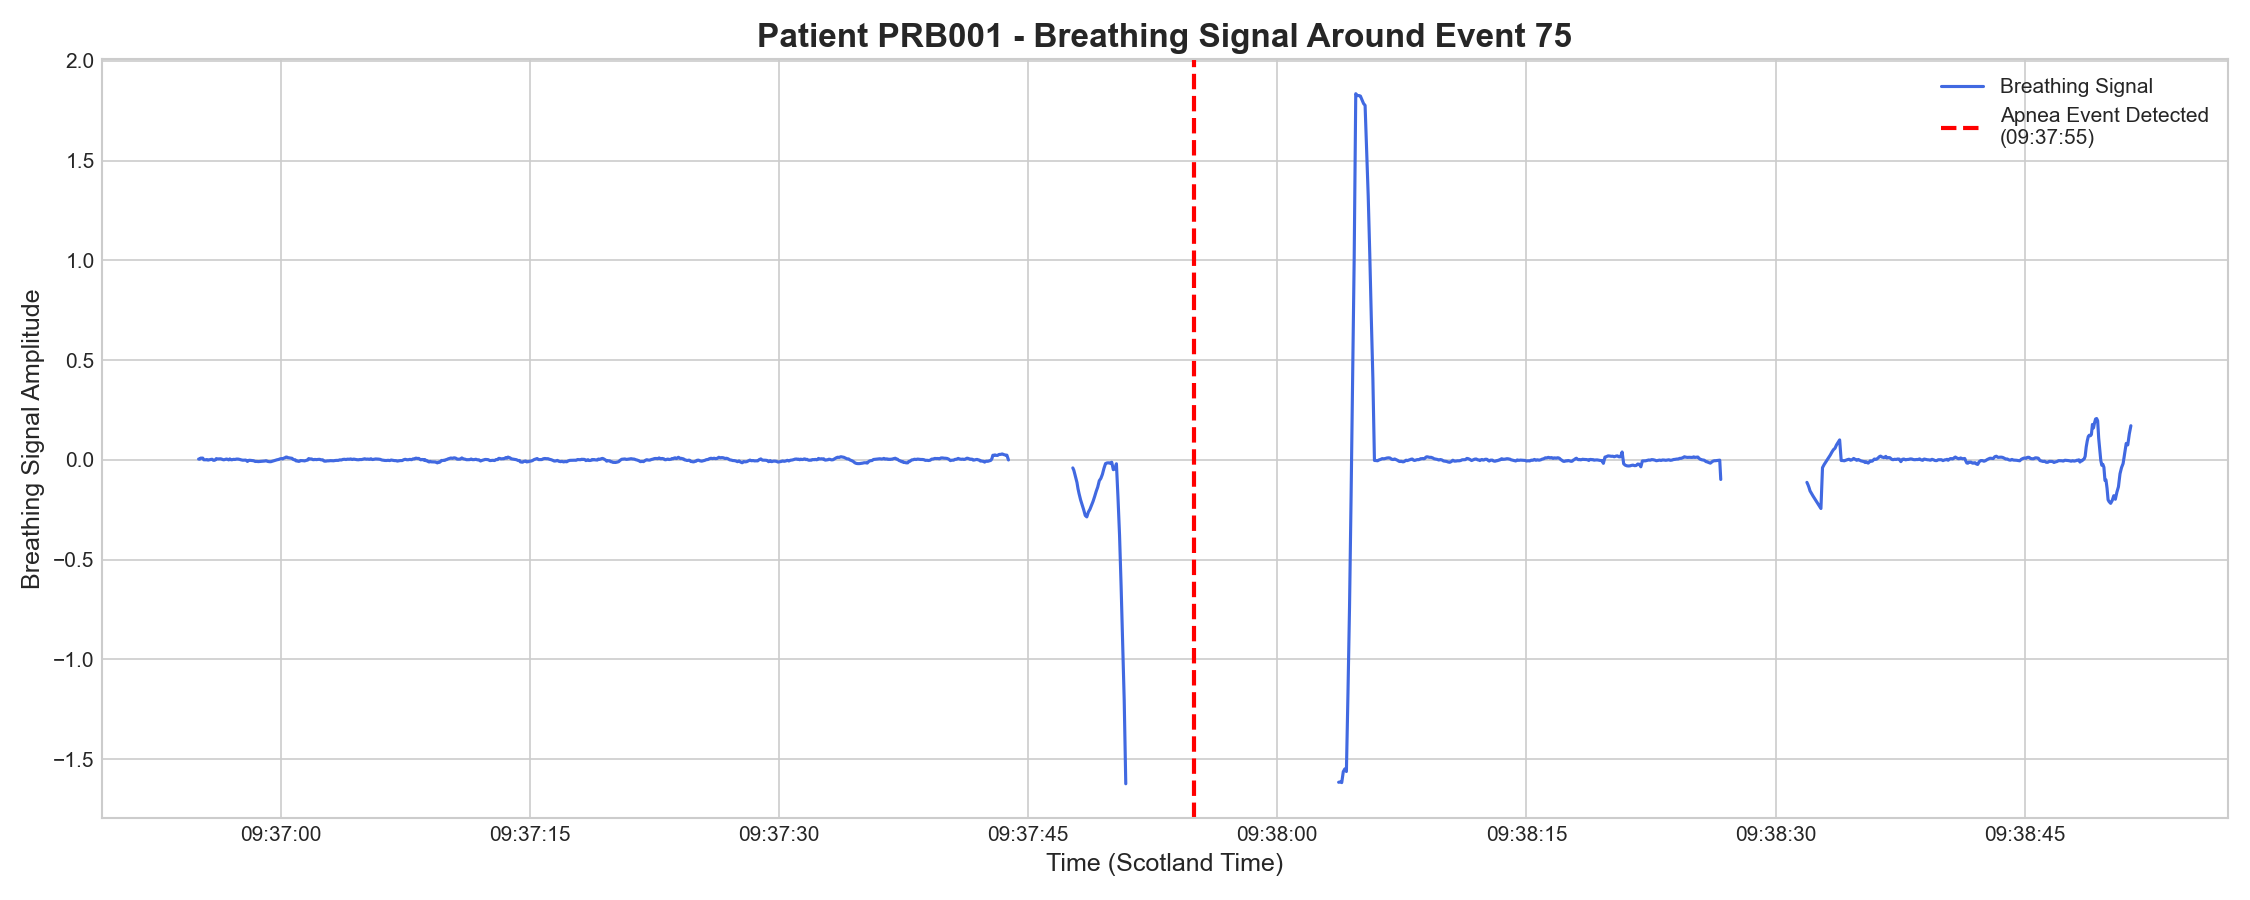 Patient PRB001 - Breathing Signal Around Event 75
Breathing Signal
Apnea Event Detected
(09:37:55)
Breathing Signal Amplitude
2.0
1.5
1.0
0.5
0.0
−0.5
−1.0
−1.5
09:37:00 09:37:15 09:37:30 09:37:45 09:38:00 09:38:15 09:38:30 09:38:45
Time (Scotland Time)